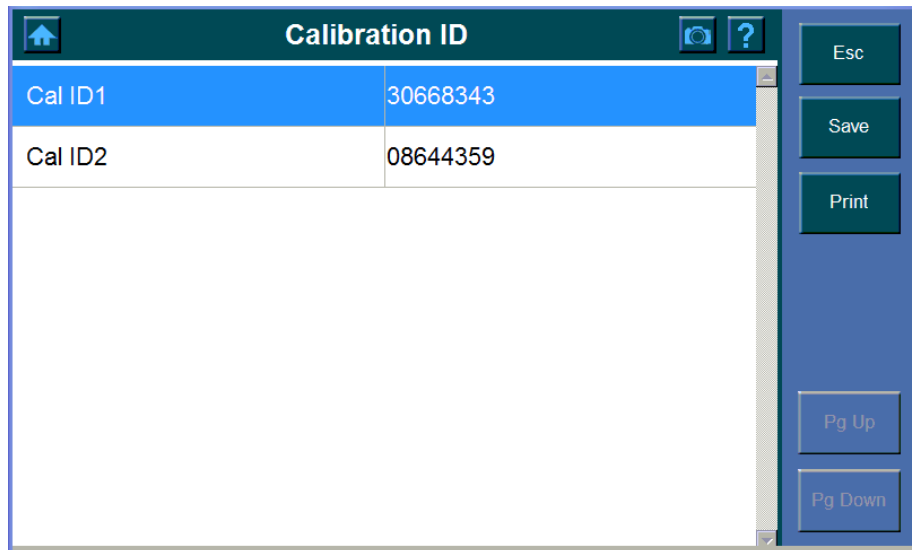 Calibration ID
?
Esc
Cal ID1 30668343
Save
Cal ID2 08644359
Print
Pg Up
Pg Down